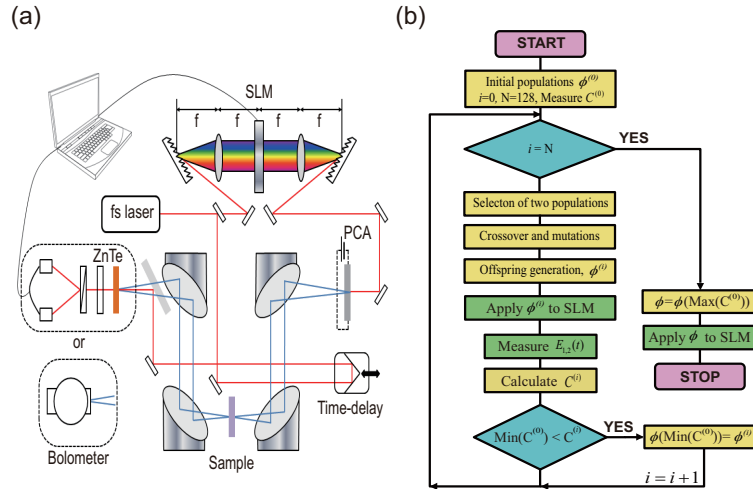 (a)
SLM
f f f f
fs laser
PCA
ZnTe
or
Bolometer
Sample
Time-delay
(b)
START
Initial populations ϕ⁽⁰⁾
i=0, N=128, Measure C⁽⁰⁾
i = N
YES
Selecton of two populations
Crossover and mutations
Offspring generation, ϕ⁽ⁱ⁾
Apply ϕ⁽ⁱ⁾ to SLM
Measure E₁,₂(t)
Calculate C⁽ⁱ⁾
Min(C⁽⁰⁾) < C⁽ⁱ⁾
YES
ϕ(Min(C⁽⁰⁾)= ϕ⁽ⁱ⁾
i = i + 1
ϕ=ϕ(Max(C⁽⁰⁾))
Apply ϕ to SLM
STOP